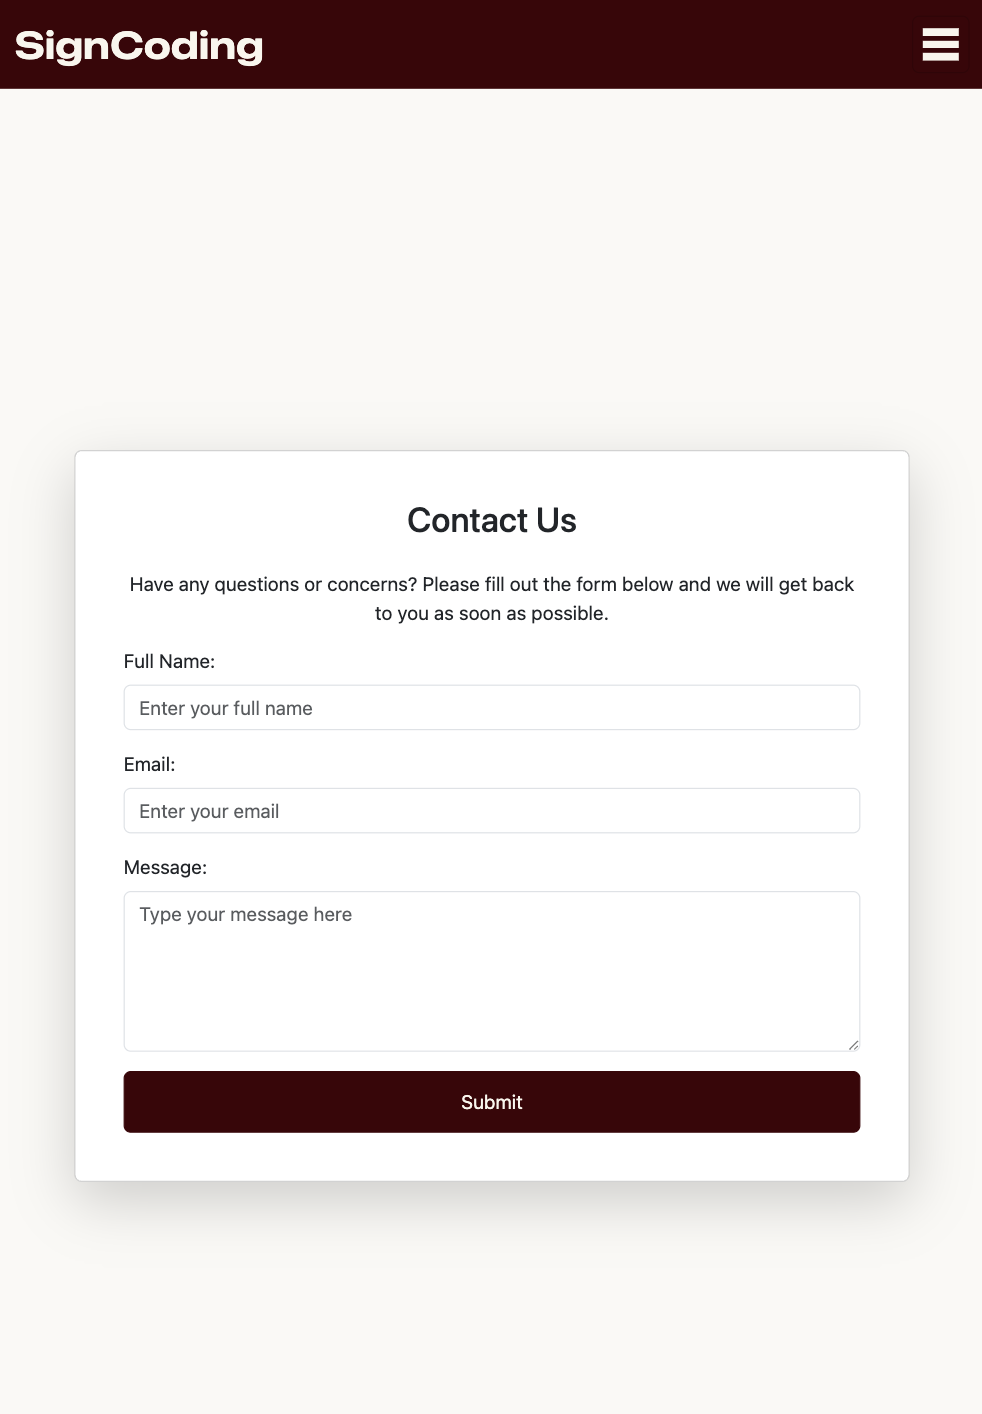 SignCoding
Contact Us
Have any questions or concerns? Please fill out the form below and we will get back
to you as soon as possible.
Full Name:
Enter your full name
Email:
Enter your email
Message:
Type your message here
Submit